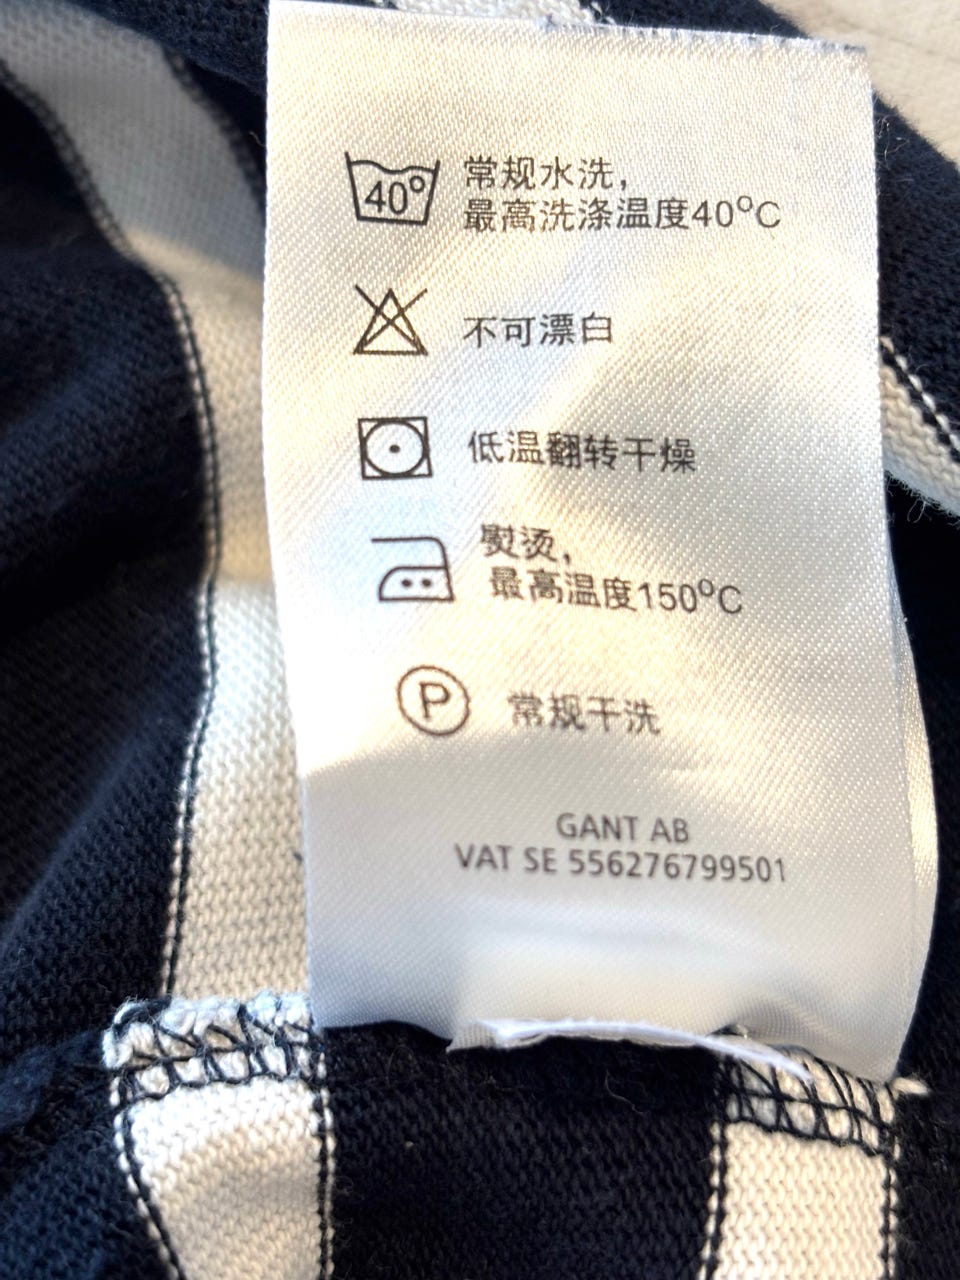 40°
常规水洗，
最高洗涤温度40°C
不可漂白
低温翻转干燥
熨烫，
最高温度150°C
P
常规干洗
GANT AB
VAT SE 556276799501